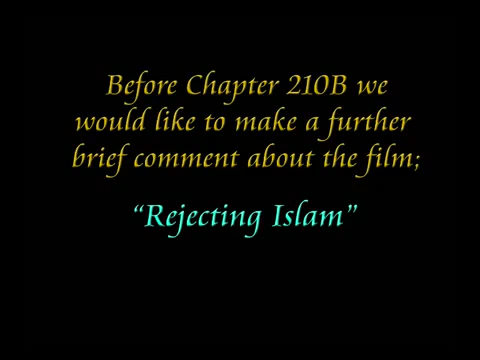 Before Chapter 210B we
would like to make a further
brief comment about the film;
“Rejecting Islam”